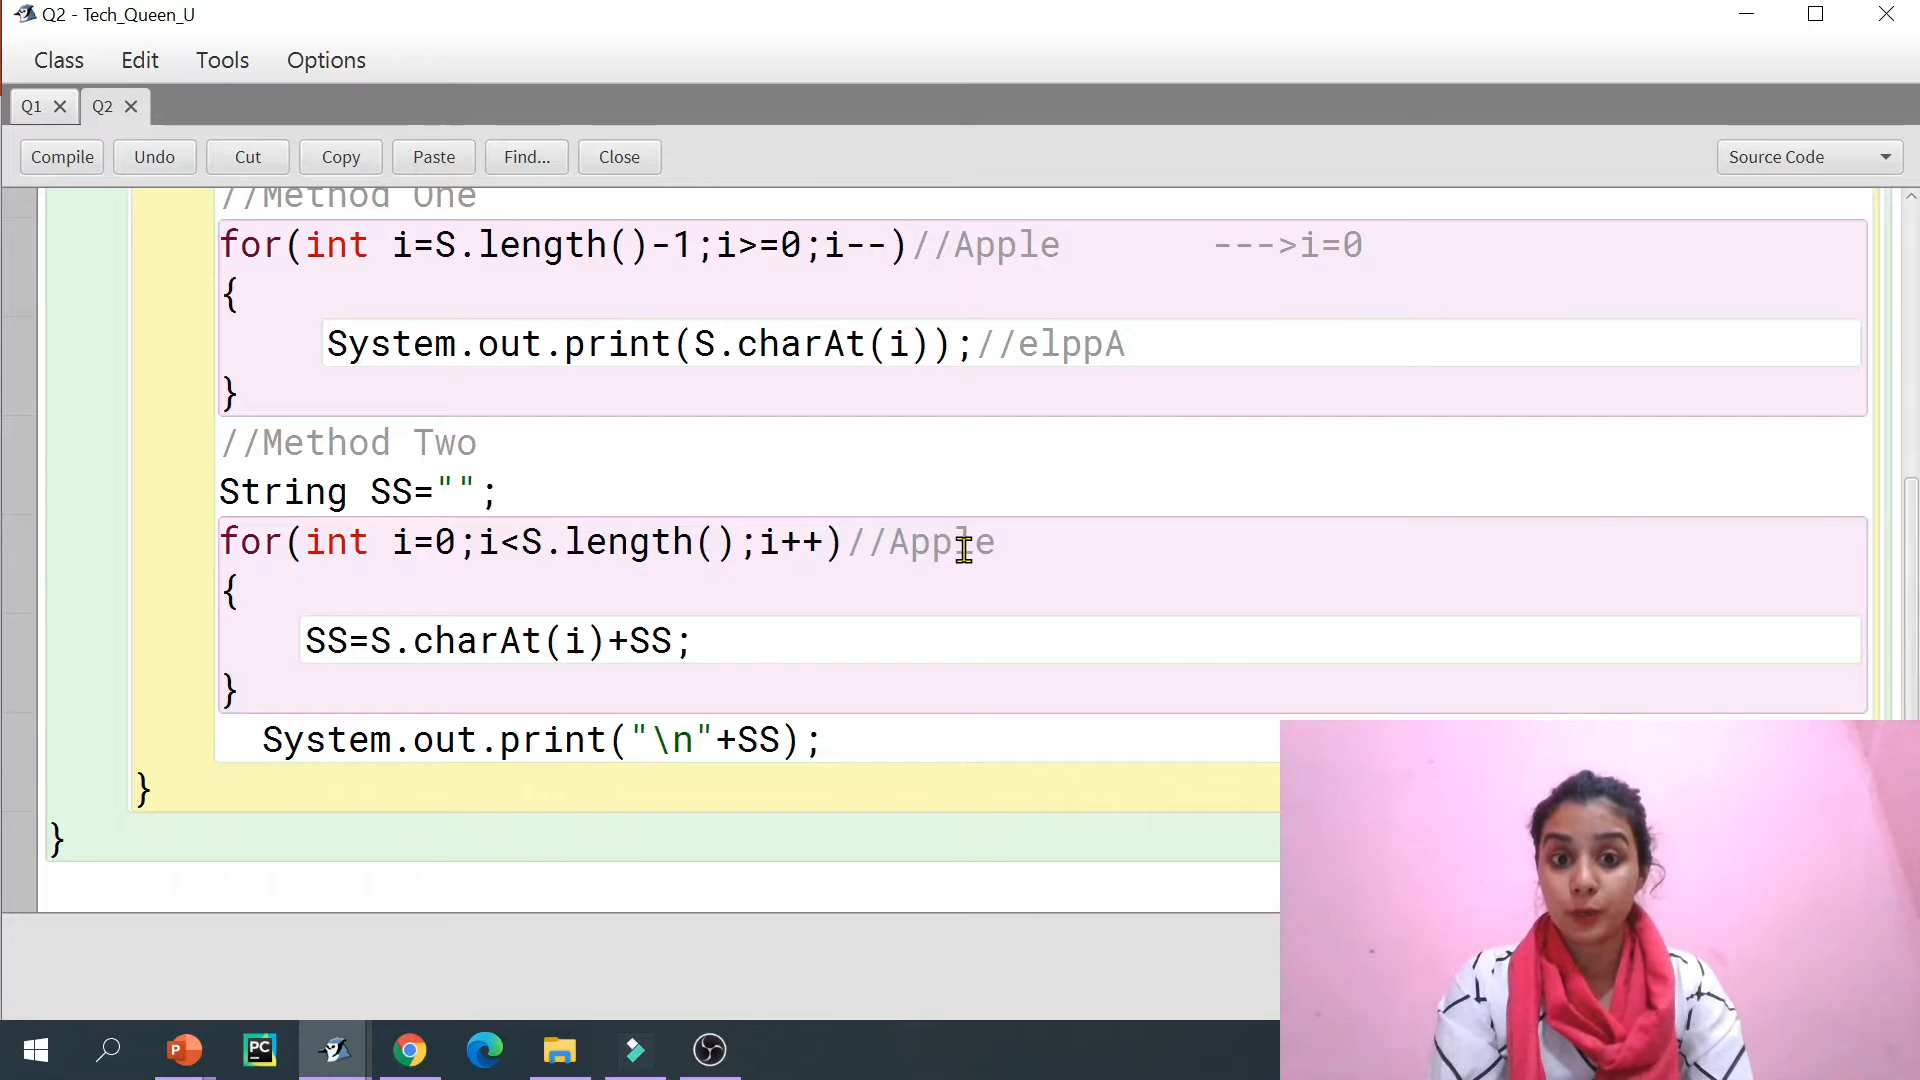 Q2 - Tech_Queen_U
Class Edit Tools Options
Q1 Q2
Compile Undo Cut Copy Paste Find... Close Source Code
//Method One
for(int i=S.length()-1;i>=0;i--)//Apple --->i=0
{
System.out.print(S.charAt(i));//elppA
}
//Method Two
String SS="";
for(int i=0;i<S.length();i++)//Apple
{
SS=S.charAt(i)+SS;
}
System.out.print("\n"+SS);
}
}
P PC